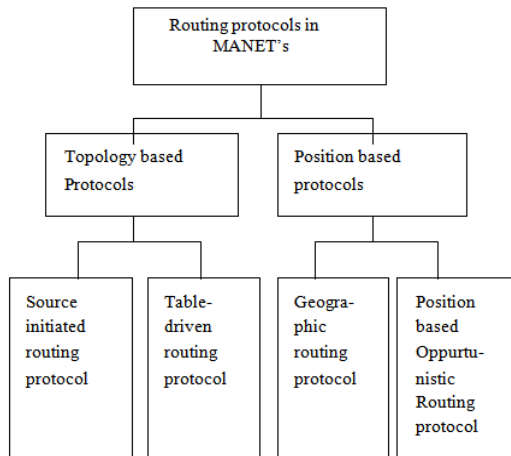 Routing protocols in
MANET's
Topology based
Protocols
Position based
protocols
Source
initiated
routing
protocol
Table-
driven
routing
protocol
Geogra-
phic
routing
protocol
Position
based
Oppurtu-
nistic
Routing
protocol